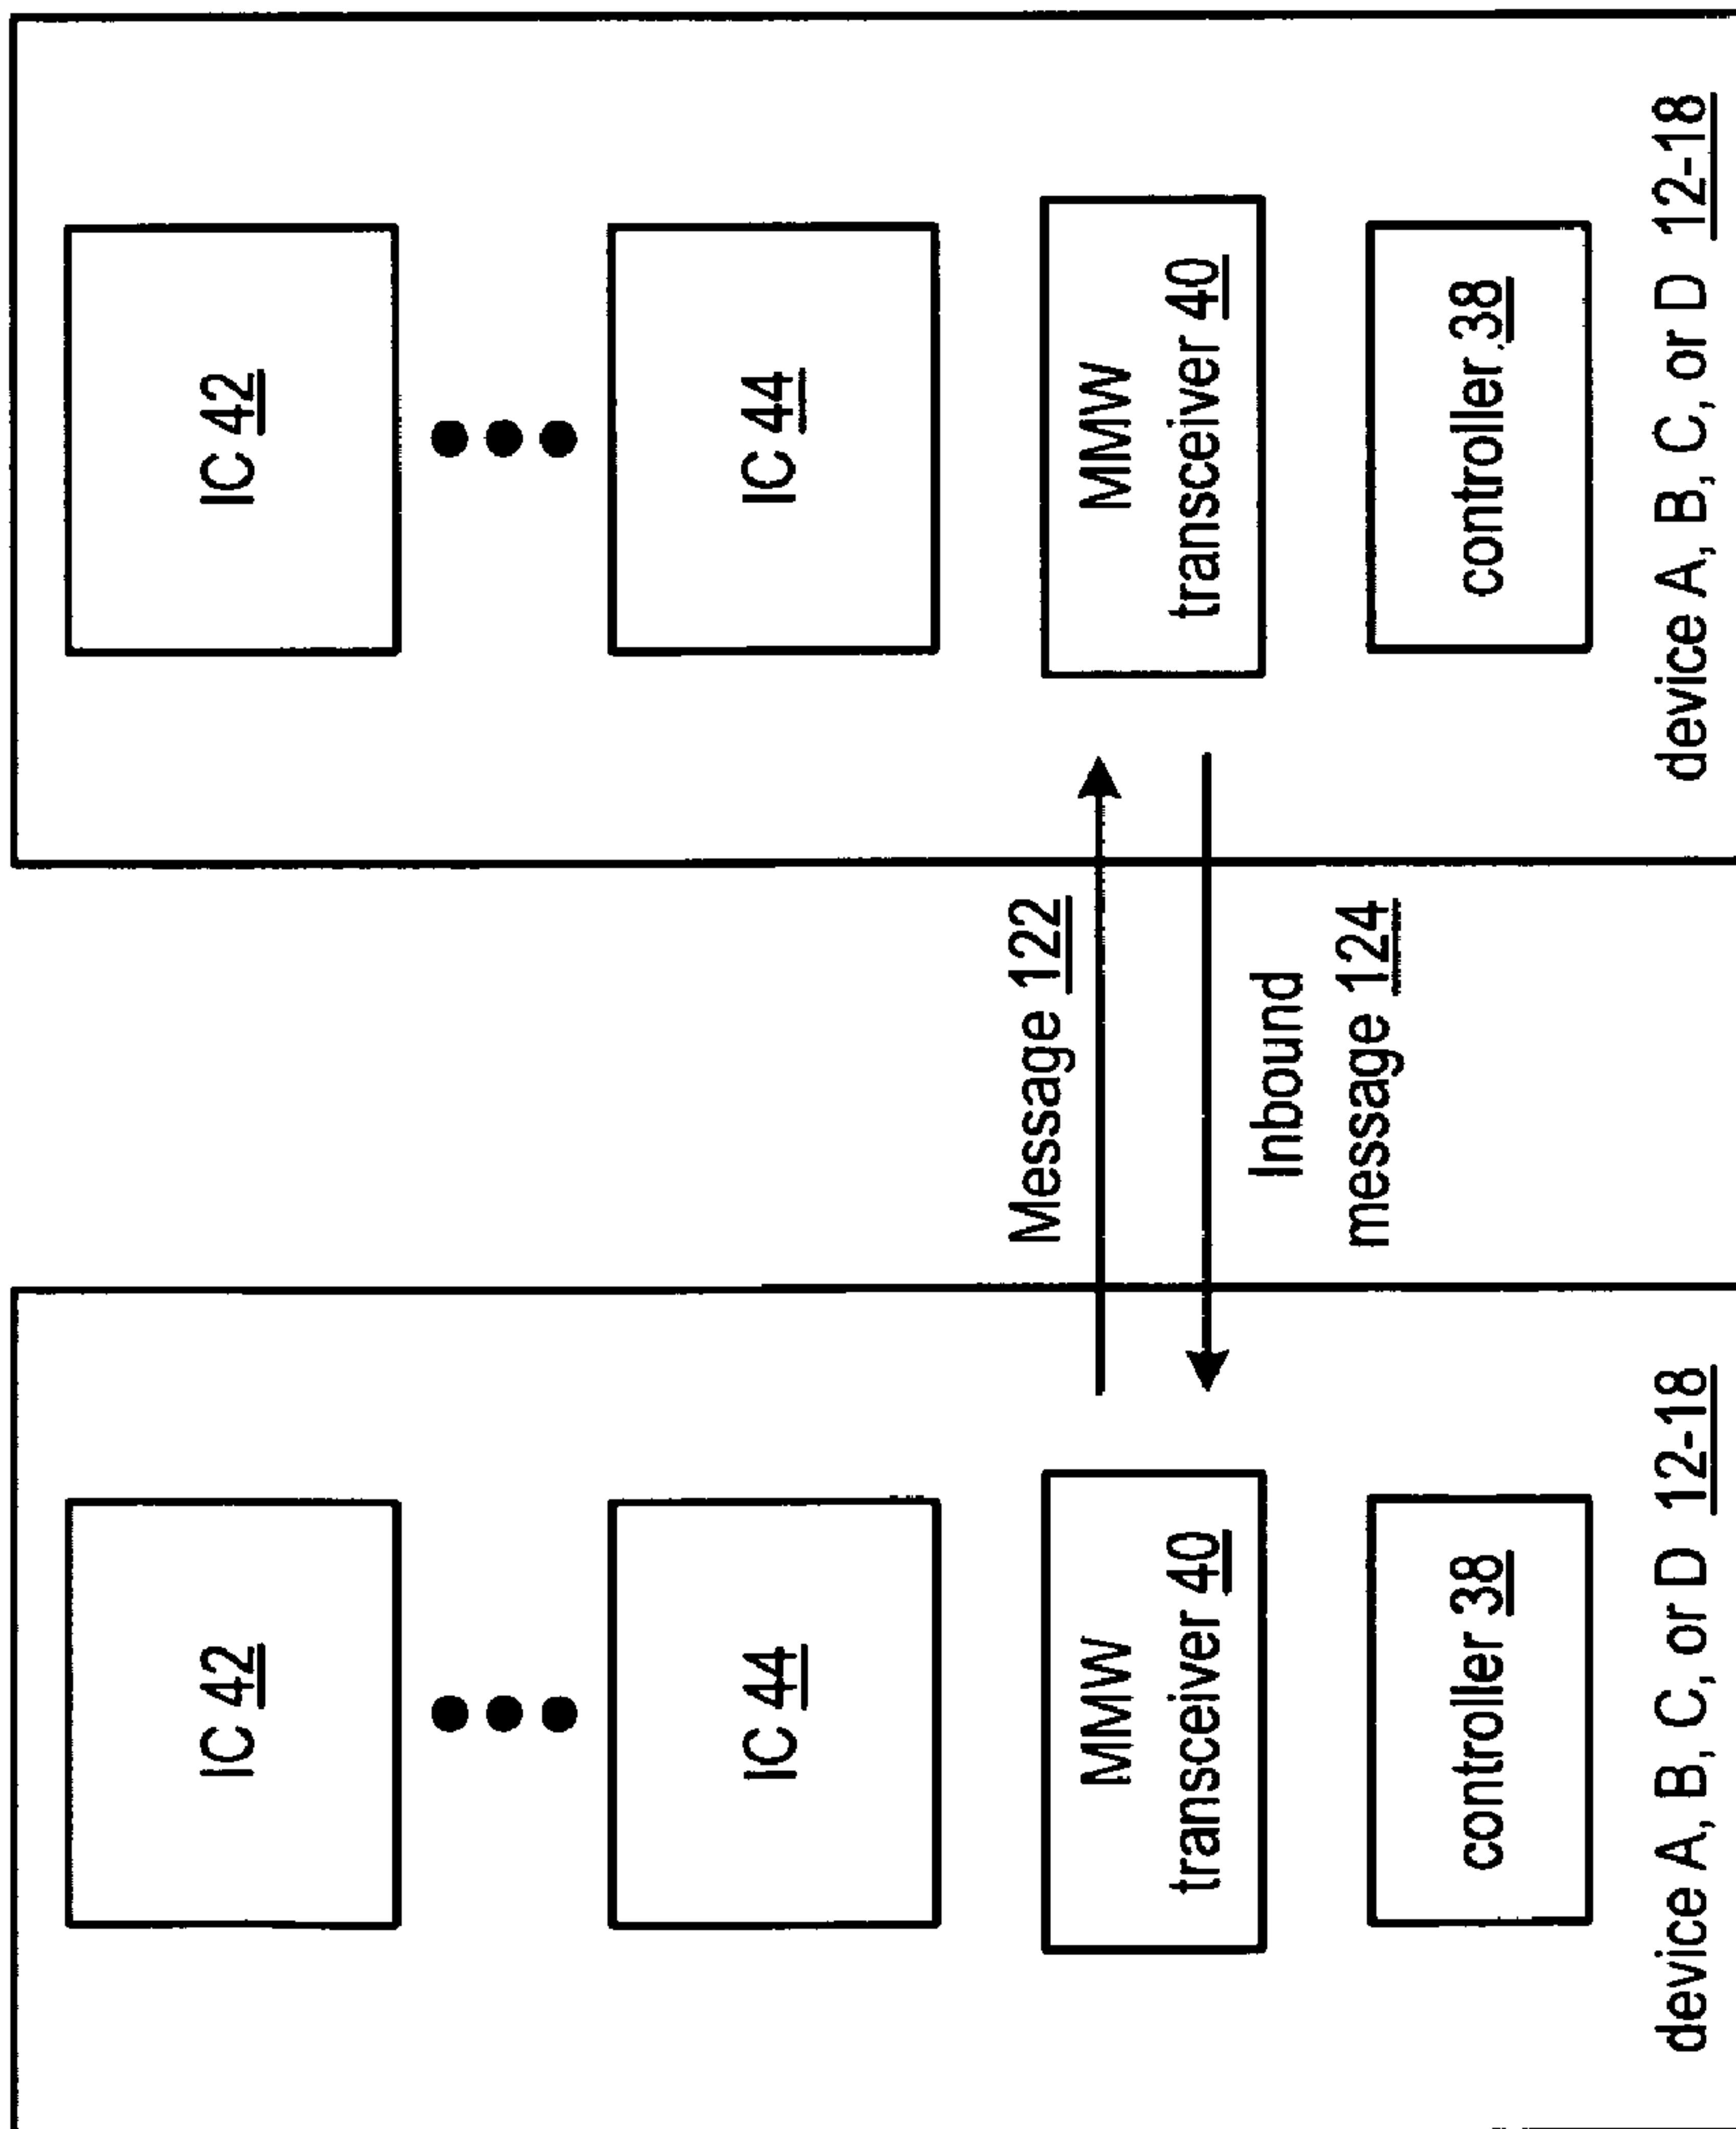 IC 42
IC 44
MMW
transceiver 40
controller 38
device A, B, C, or D 12-18
Message 122
Inbound
message 124
IC 42
IC 44
MMW
transceiver 40
controller 38
device A, B, C, or D 12-18